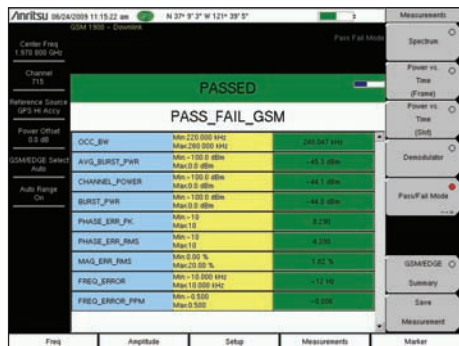 Anritsu 06/24/2009 11:15:22 am N 37° 9' 3" W 121° 39' 5"
GSM 1900 - Downlink
Pass Fail Mode
Center Freq
1.970 800 GHz
Channel
715
Reference Source
GPS Hi Accy
Power Offset
0.0 dB
GSM/EDGE Select
Auto
Auto Range
On
PASSED
PASS_FAIL_GSM
OCC_BW Min:220.000 kHz
Max:260.000 kHz
AVG_BURST_PWR Min:-100.0 dBm
Max:0.0 dBm -45.3 dBm
CHANNEL_POWER Min:-100.0 dBm
Max:0.0 dBm -44.1 dBm
BURST_PWR Min:-100.0 dBm
Max:0.0 dBm
PHASE_ERR_PK Min:-10
Max:10
PHASE_ERR_RMS Min:-10
Max:10
MAG_ERR_RMS Min:0.00 %
Max:20.00 % 1.62 %
FREQ_ERROR Min:-10.000 kHz
Max:10.000 kHz -12 Hz
FREQ_ERROR_PPM Min:-0.500
Max:0.500 -0.006
Measurements
Spectrum
Power vs.
Time
(Frame)
Power vs.
Time
(Slot)
Demodulator
Pass/Fail Mode
GSM/EDGE
Summary
Save
Measurement
Freq Amplitude Setup Measurements Marker